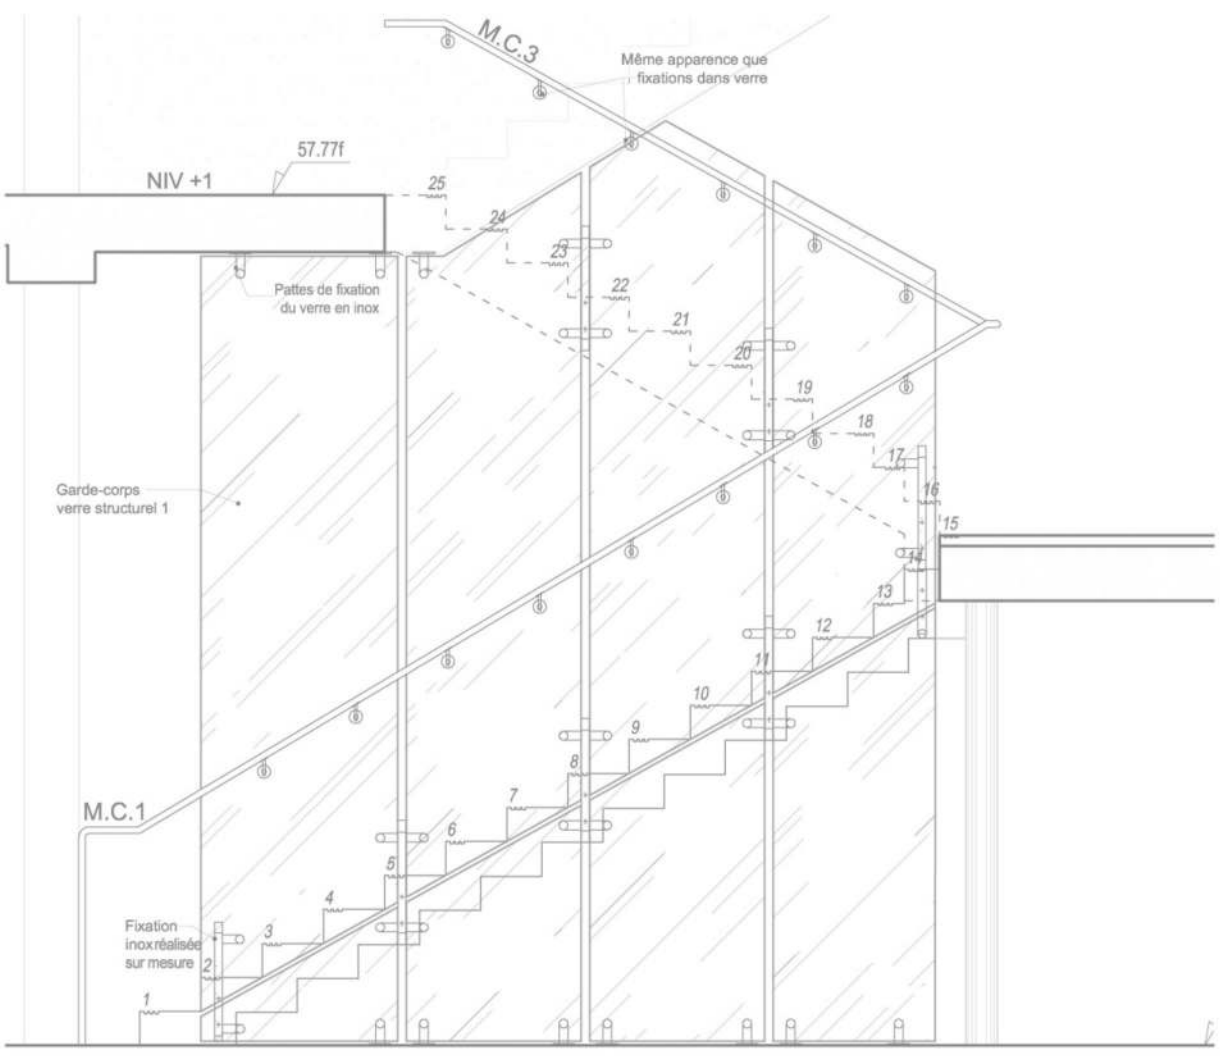 M.C.3
Même apparence que
fixations dans verre
57.77f
NIV +1
25
24
23
22
Pattes de fixation
du verre en inox
21
20
19
18
17
Garde-corps
verre structurel 1
16
15
14
13
12
11
10
9
8
7
M.C.1
6
5
4
Fixation
inox réalisée
sur mesure
3
2
1